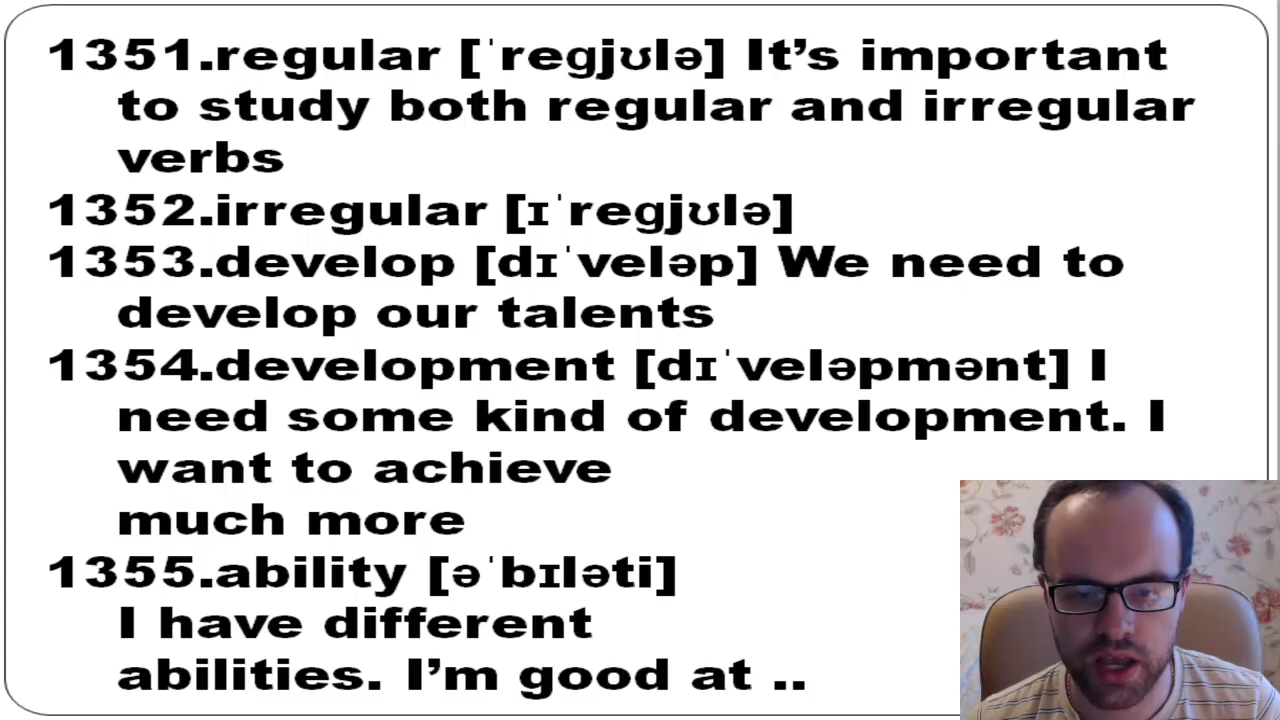 1351.regular [ˈreɡjʊlə] It’s important
to study both regular and irregular
verbs
1352.irregular [ɪˈreɡjʊlə]
1353.develop [dɪˈveləp] We need to
develop our talents
1354.development [dɪˈveləpmənt] I
need some kind of development. I
want to achieve
much more
1355.ability [əˈbɪləti]
I have different
abilities. I’m good at ..